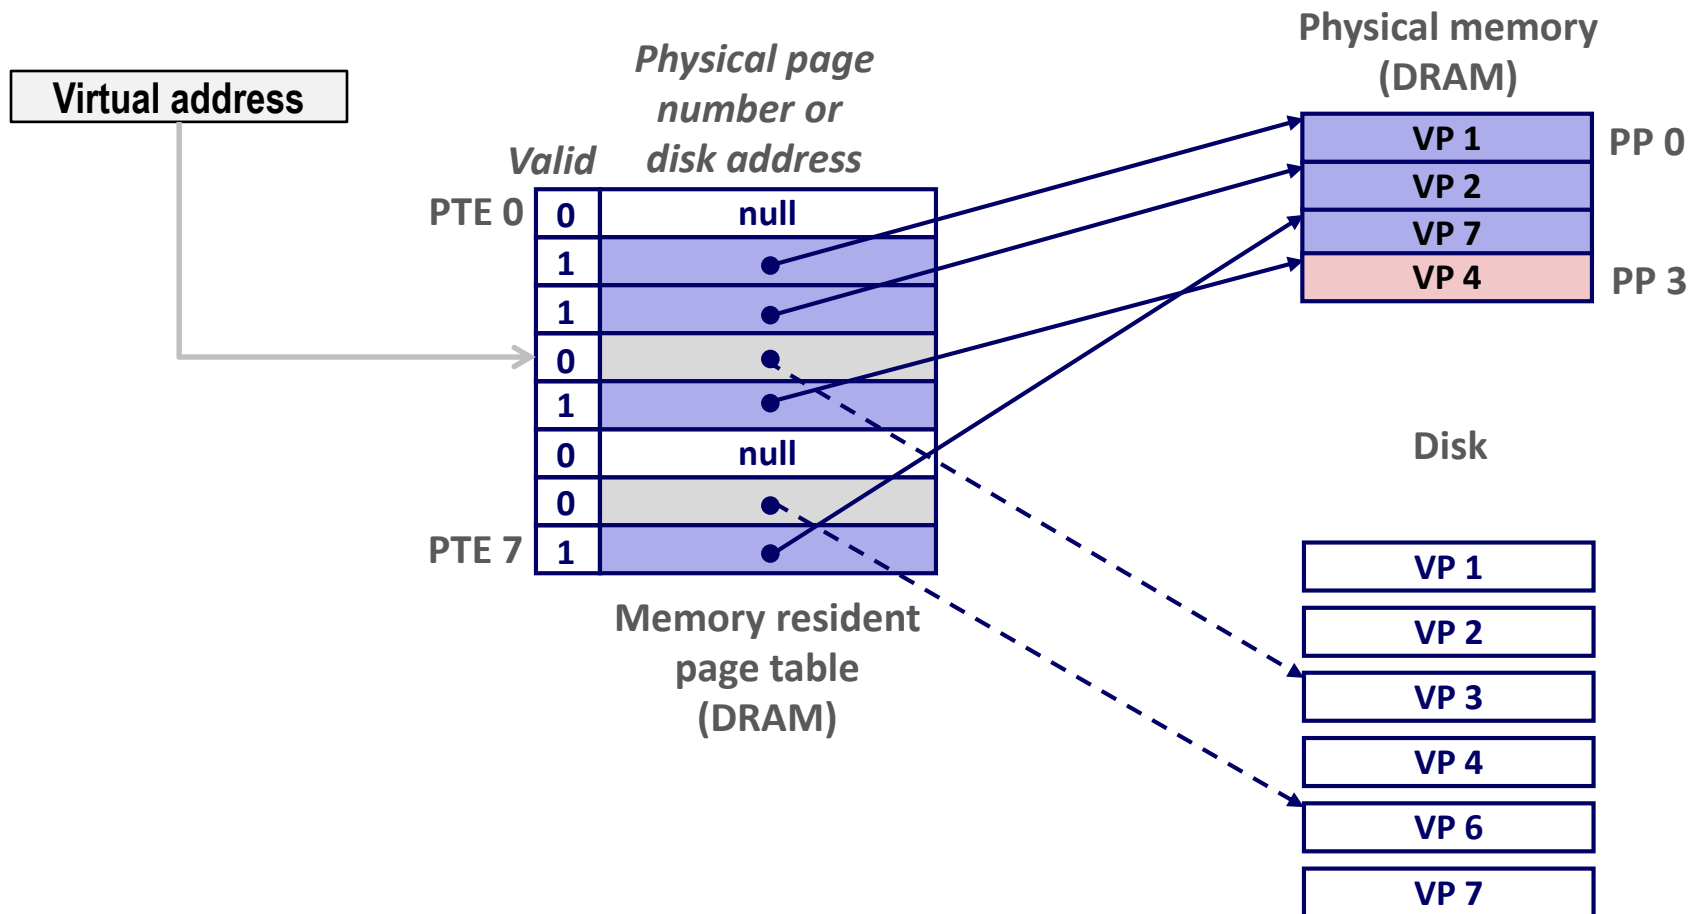 Virtual address
Physical page
number or
disk address
Valid
PTE 0
0
null
1
1
0
1
0
null
0
PTE 7
1
Memory resident
page table
(DRAM)
Physical memory
(DRAM)
VP 1
PP 0
VP 2
VP 7
VP 4
PP 3
Disk
VP 1
VP 2
VP 3
VP 4
VP 6
VP 7